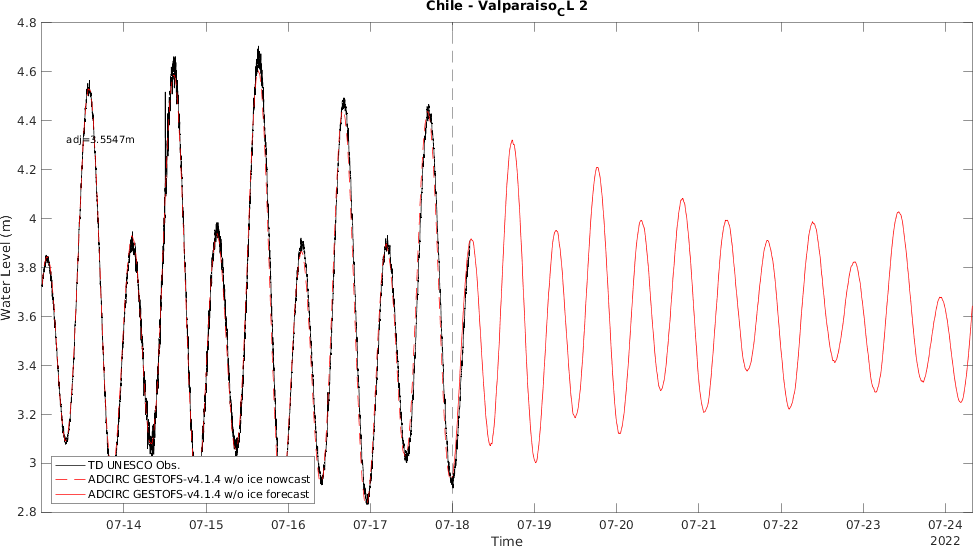 Chile - Valparaiso_CL 2
4.8
4.6
4.4
4.2
4
3.8
3.6
3.4
3.2
3
2.8
Water Level (m)
adj=3.5547m
TD UNESCO Obs.
ADCIRC GESTOFS-v4.1.4 w/o ice nowcast
ADCIRC GESTOFS-v4.1.4 w/o ice forecast
07-14 07-15 07-16 07-17 07-18 07-19 07-20 07-21 07-22 07-23 07-24
Time
2022